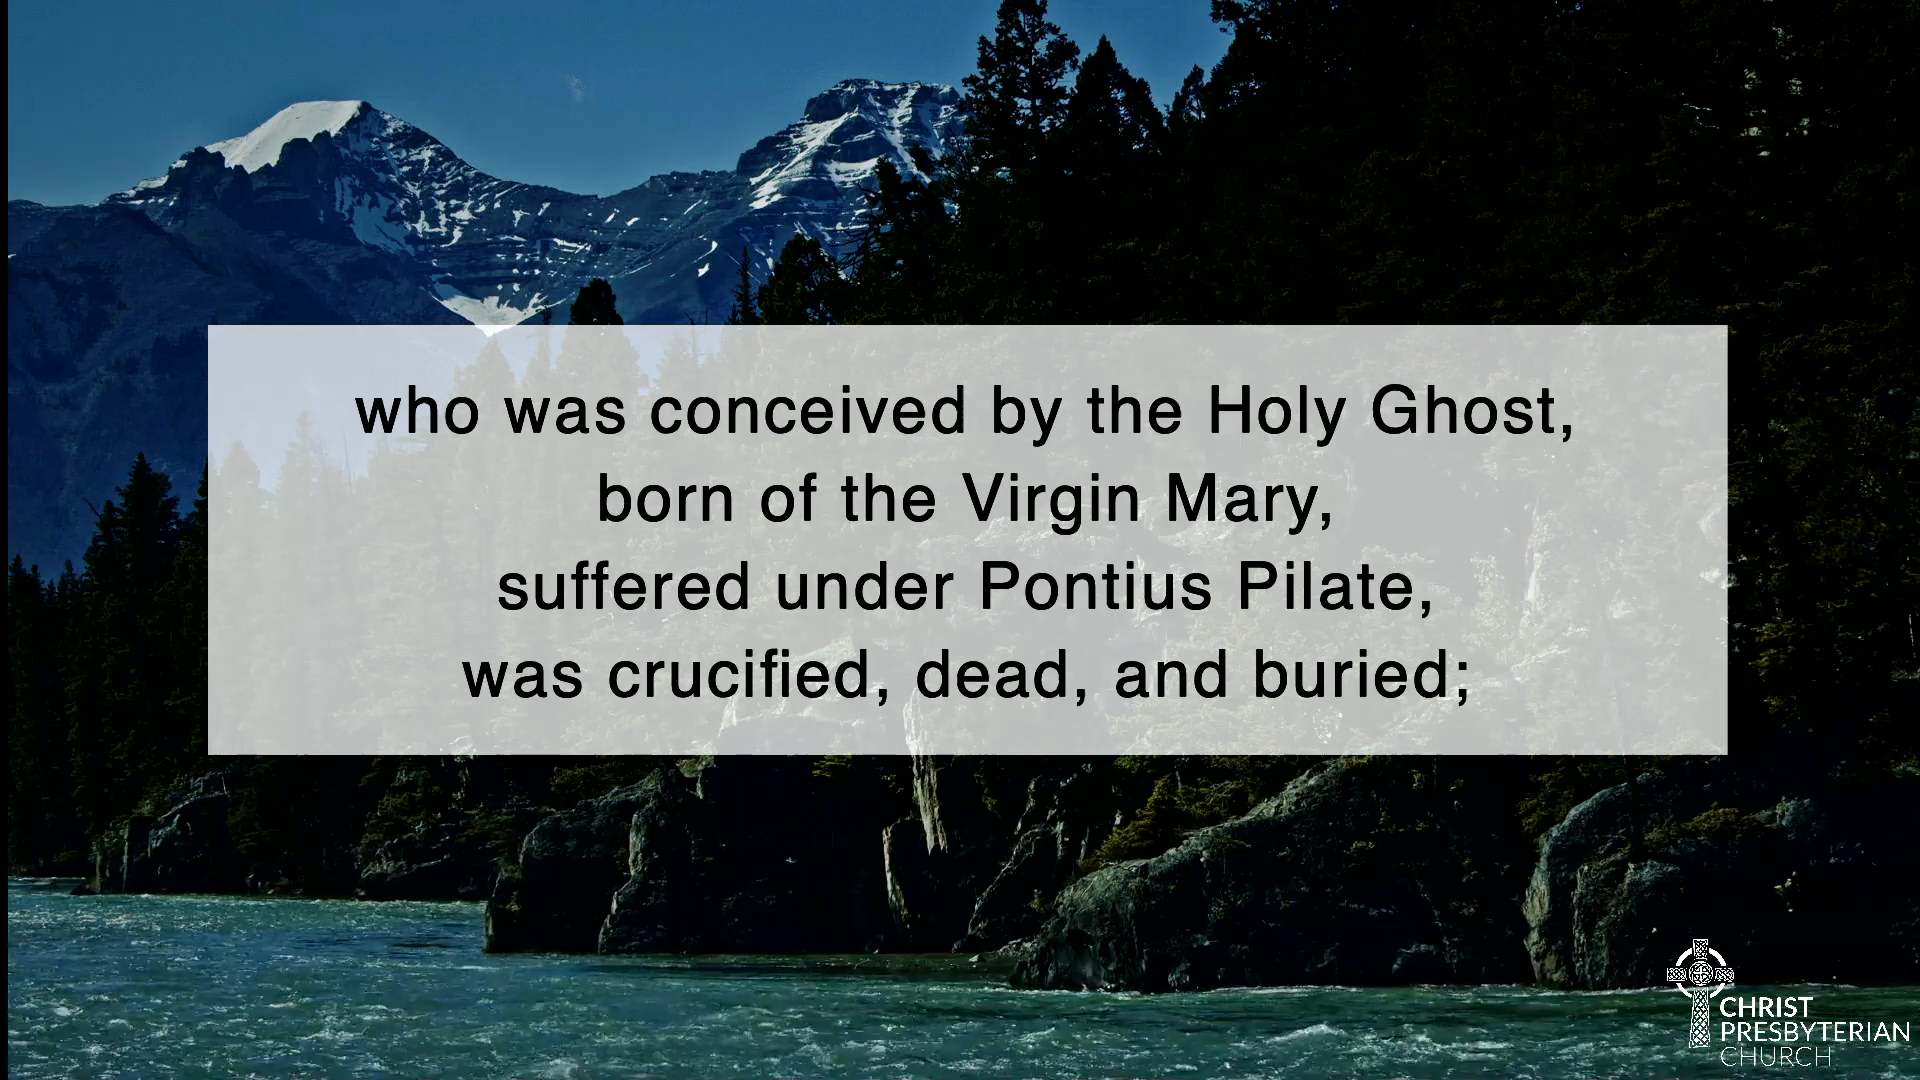 who was conceived by the Holy Ghost,
born of the Virgin Mary,
suffered under Pontius Pilate,
was crucified, dead, and buried;
CHRIST
PRESBYTERIAN
CHURCH